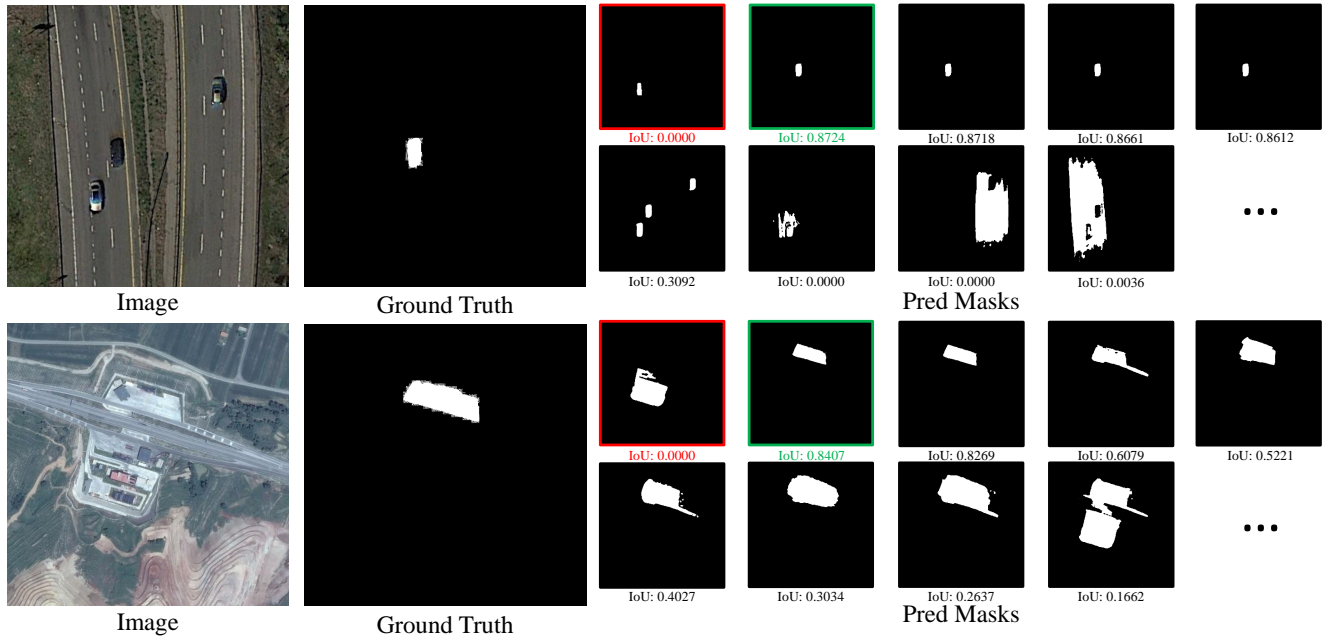 IoU: 0.0000 IoU: 0.8724 IoU: 0.8718 IoU: 0.8661 IoU: 0.8612
IoU: 0.3092 IoU: 0.0000 IoU: 0.0000 IoU: 0.0036
Image Ground Truth Pred Masks
IoU: 0.0000 IoU: 0.8407 IoU: 0.8269 IoU: 0.6079 IoU: 0.5221
IoU: 0.4027 IoU: 0.3034 IoU: 0.2637 IoU: 0.1662
Image Ground Truth Pred Masks